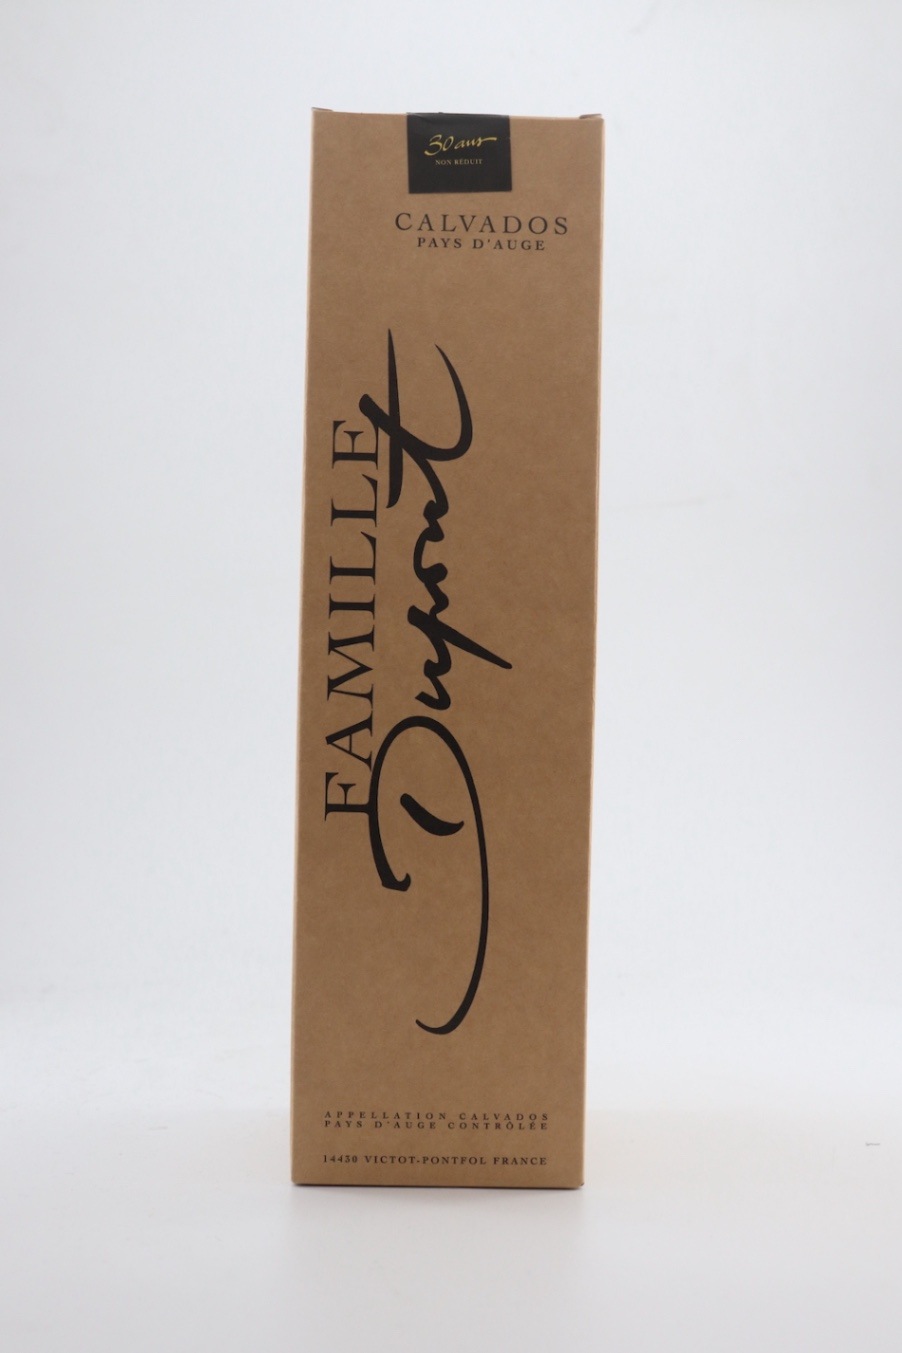 30 ans
NON RÉDUIT
CALVADOS
PAYS D'AUGE
FAMILLE
Dupont
APPELLATION CALVADOS
PAYS D'AUGE CONTRÔLÉE
14430 VICTOT-PONTFOL FRANCE